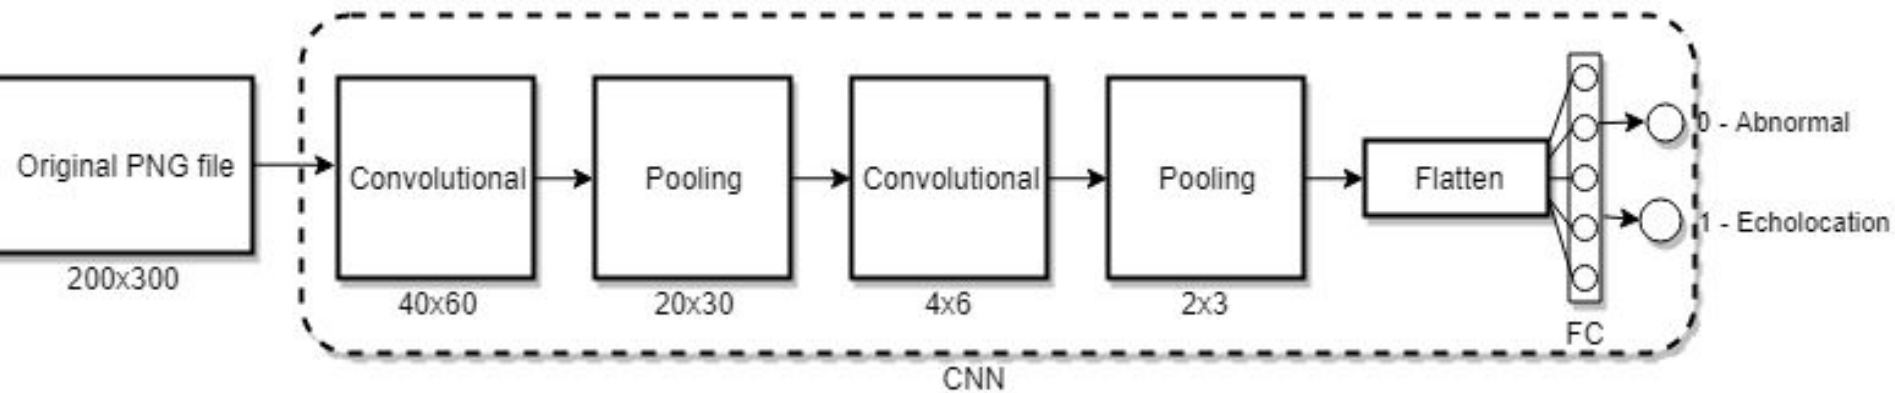 Original PNG file
200x300
Convolutional
40x60
Pooling
20x30
Convolutional
4x6
Pooling
2x3
Flatten
FC
0 - Abnormal
1 - Echolocation
CNN